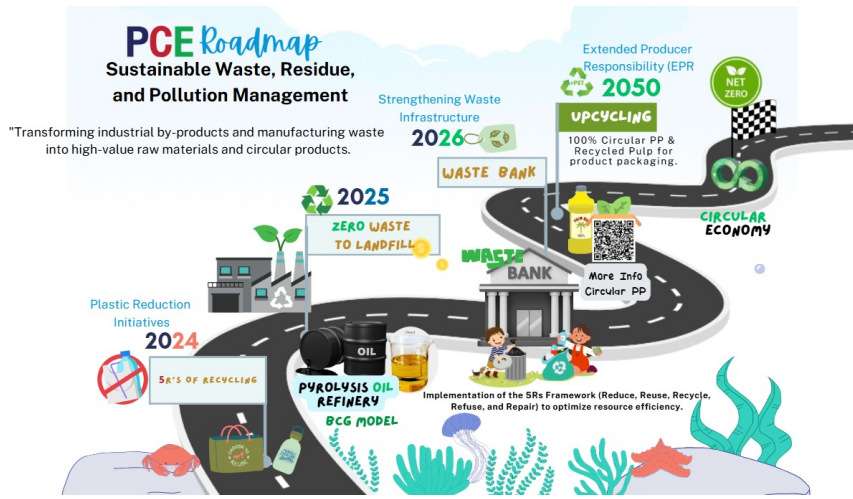 PCE Roadmap
Sustainable Waste, Residue,
and Pollution Management
"Transforming industrial by-products and manufacturing waste
into high-value raw materials and circular products.
Plastic Reduction
Initiatives
2024
5R'S OF RECYCLING
2025
ZERO WASTE
TO LANDFILL
OIL
PYROLYSIS OIL
REFINERY
BCG MODEL
Strengthening Waste
Infrastructure
2026
WASTE BANK
WASTE
BANK
Implementation of the 5Rs Framework (Reduce, Reuse, Recycle,
Refuse, and Repair) to optimize resource efficiency.
Extended Producer
Responsibility (EPR
rPET
2050
UPCYCLING
100% Circular PP &
Recycled Pulp for
product packaging.
More Info
Circular PP
NET
ZERO
CIRCULAR
ECONOMY